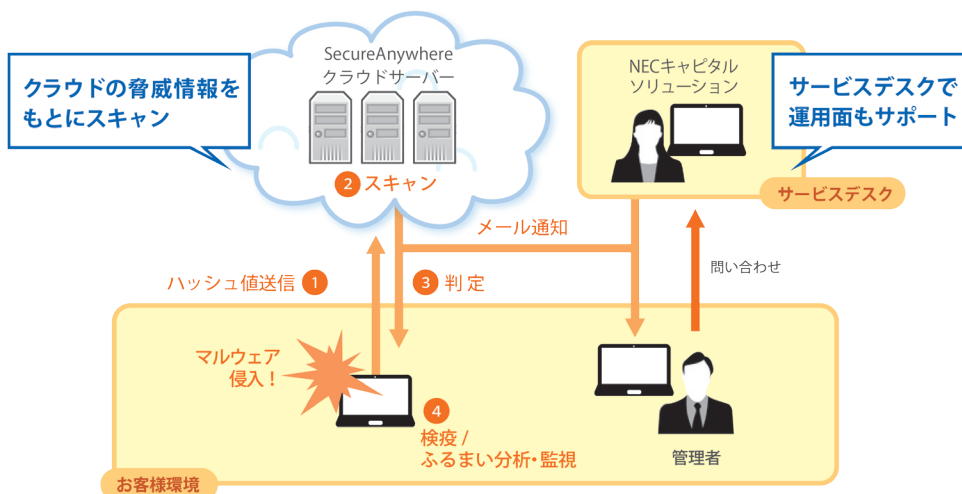 クラウドの脅威情報を
もとにスキャン
SecureAnywhere
クラウドサーバー
2 スキャン
NECキャピタル
ソリューション
サービスデスクで
運用面もサポート
サービスデスク
メール通知
ハッシュ値送信 1
3 判定
問い合わせ
マルウェア
侵入！
4
検疫 /
ふるまい分析・監視
管理者
お客様環境